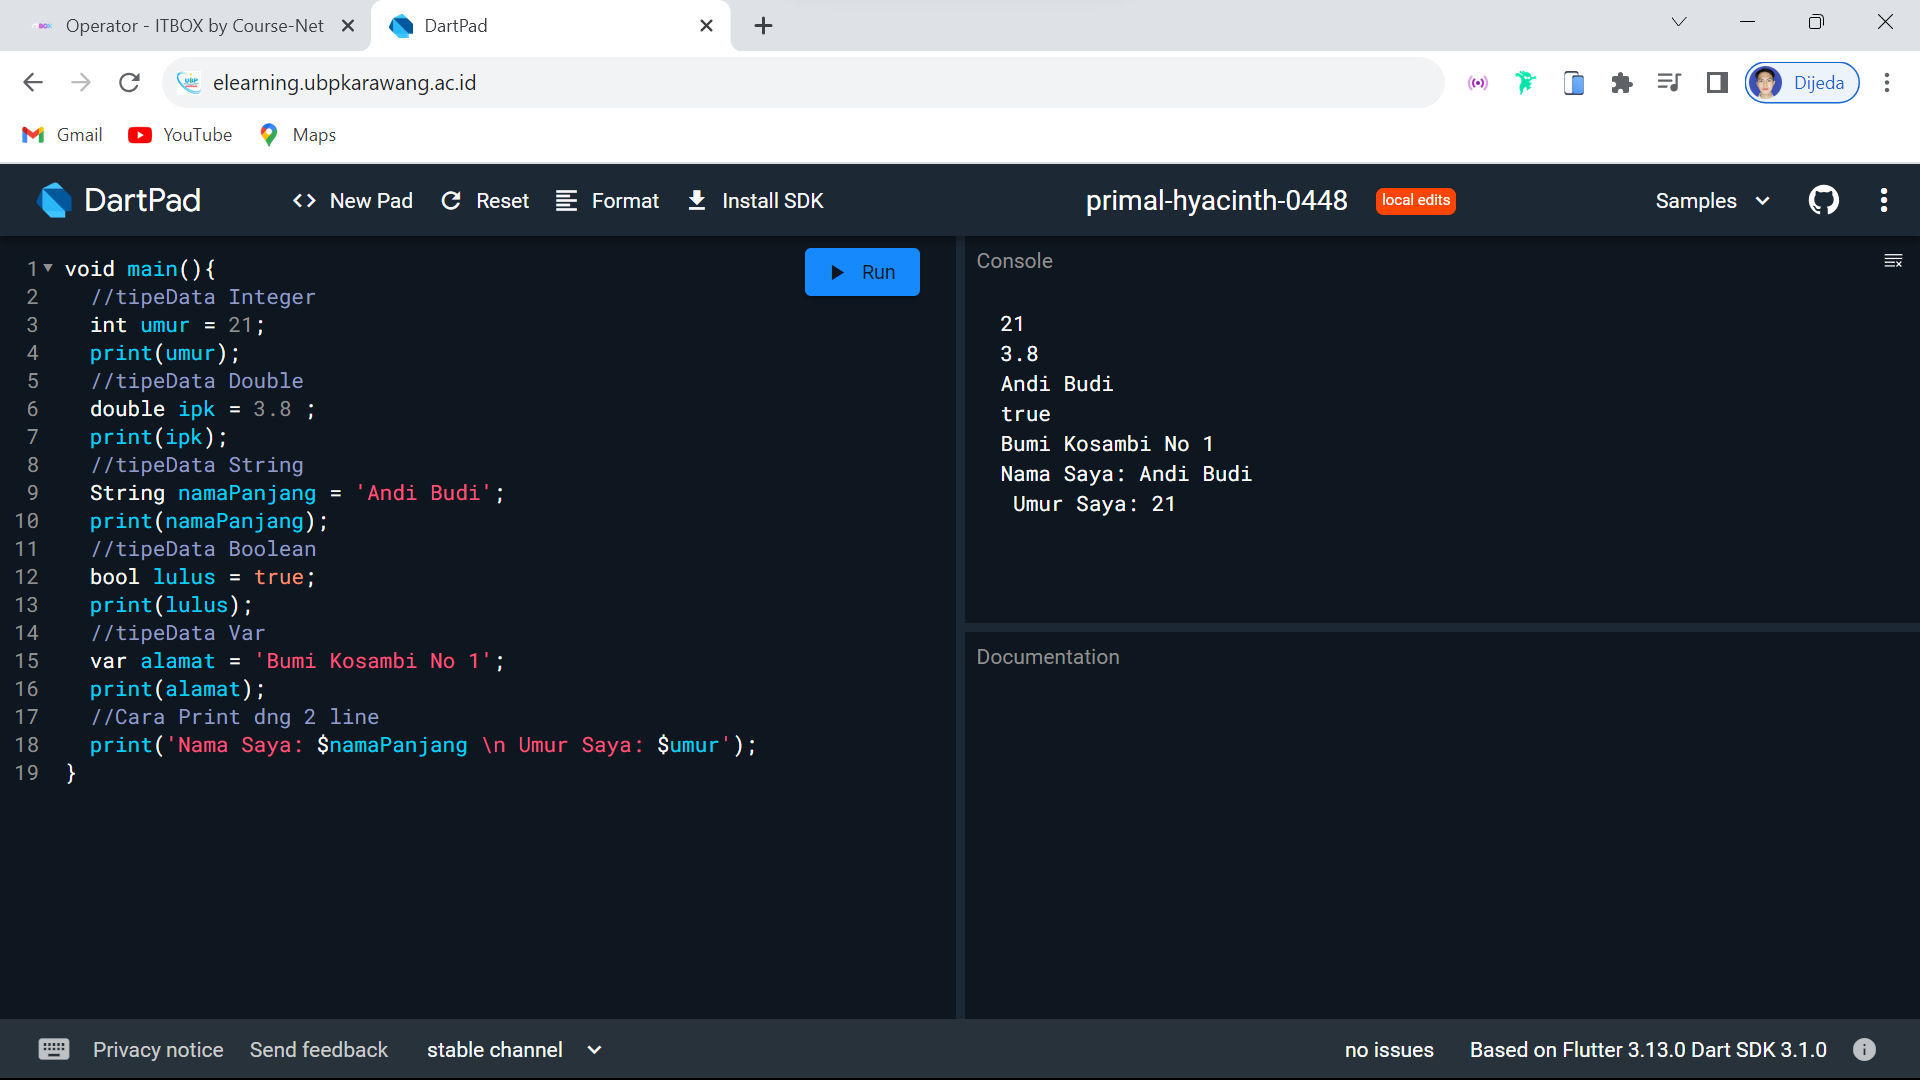 Operator - ITBOX by Course-Net
DartPad
elearning.ubpkarawang.ac.id
Dijeda
Gmail
YouTube
Maps
DartPad
<> New Pad
Reset
Format
Install SDK
primal-hyacinth-0448
local edits
Samples
1 void main(){
2 //tipeData Integer
3 int umur = 21;
4 print(umur);
5 //tipeData Double
6 double ipk = 3.8 ;
7 print(ipk);
8 //tipeData String
9 String namaPanjang = 'Andi Budi';
10 print(namaPanjang);
11 //tipeData Boolean
12 bool lulus = true;
13 print(lulus);
14 //tipeData Var
15 var alamat = 'Bumi Kosambi No 1';
16 print(alamat);
17 //Cara Print dng 2 line
18 print('Nama Saya: $namaPanjang \n Umur Saya: $umur');
19 }
Run
Console
21
3.8
Andi Budi
true
Bumi Kosambi No 1
Nama Saya: Andi Budi
Umur Saya: 21
Documentation
Privacy notice
Send feedback
stable channel
no issues
Based on Flutter 3.13.0 Dart SDK 3.1.0